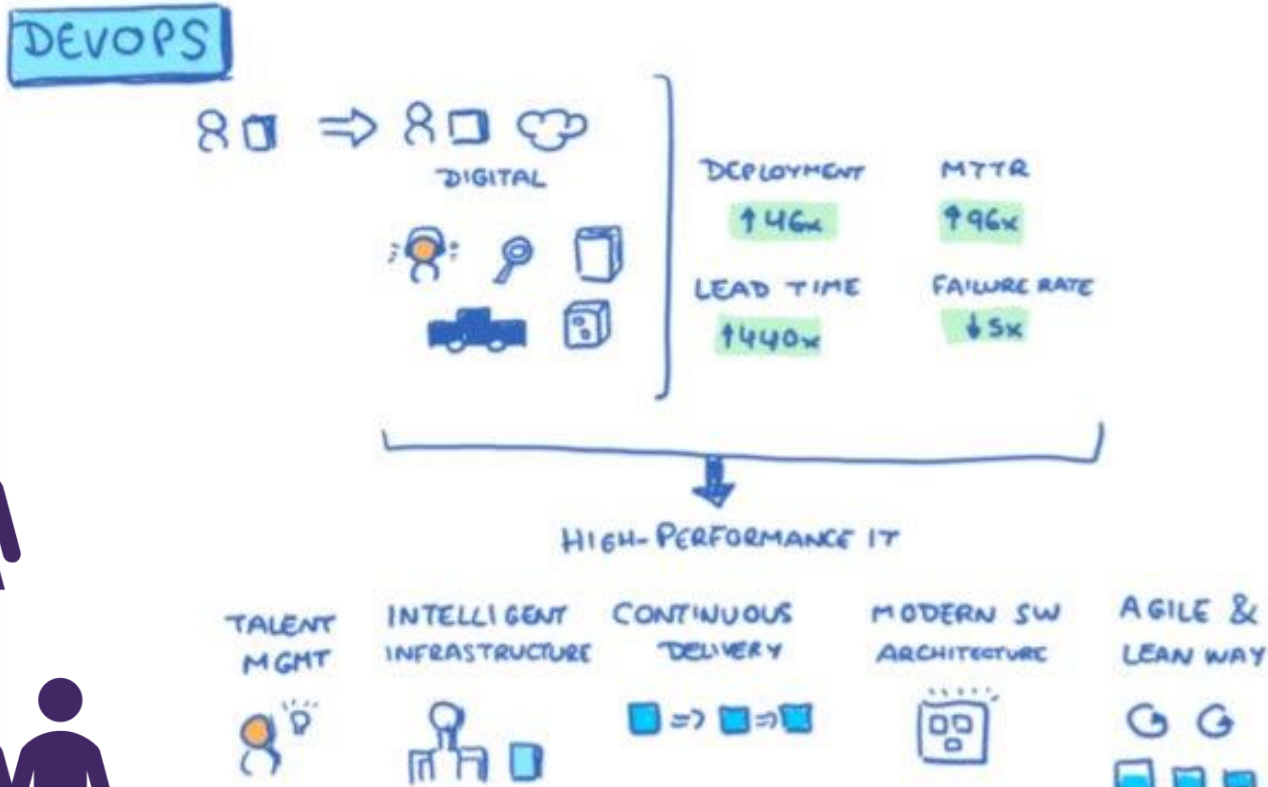 DEVOPS
DIGITAL
DEPLOYMENT
↑46x
MTTR
↑96x
LEAD TIME
↑440x
FAILURE RATE
↓5x
HIGH-PERFORMANCE IT
TALENT
MGMT
INTELLIGENT
INFRASTRUCTURE
CONTINUOUS
DELIVERY
MODERN SW
ARCHITECTURE
AGILE &
LEAN WAY